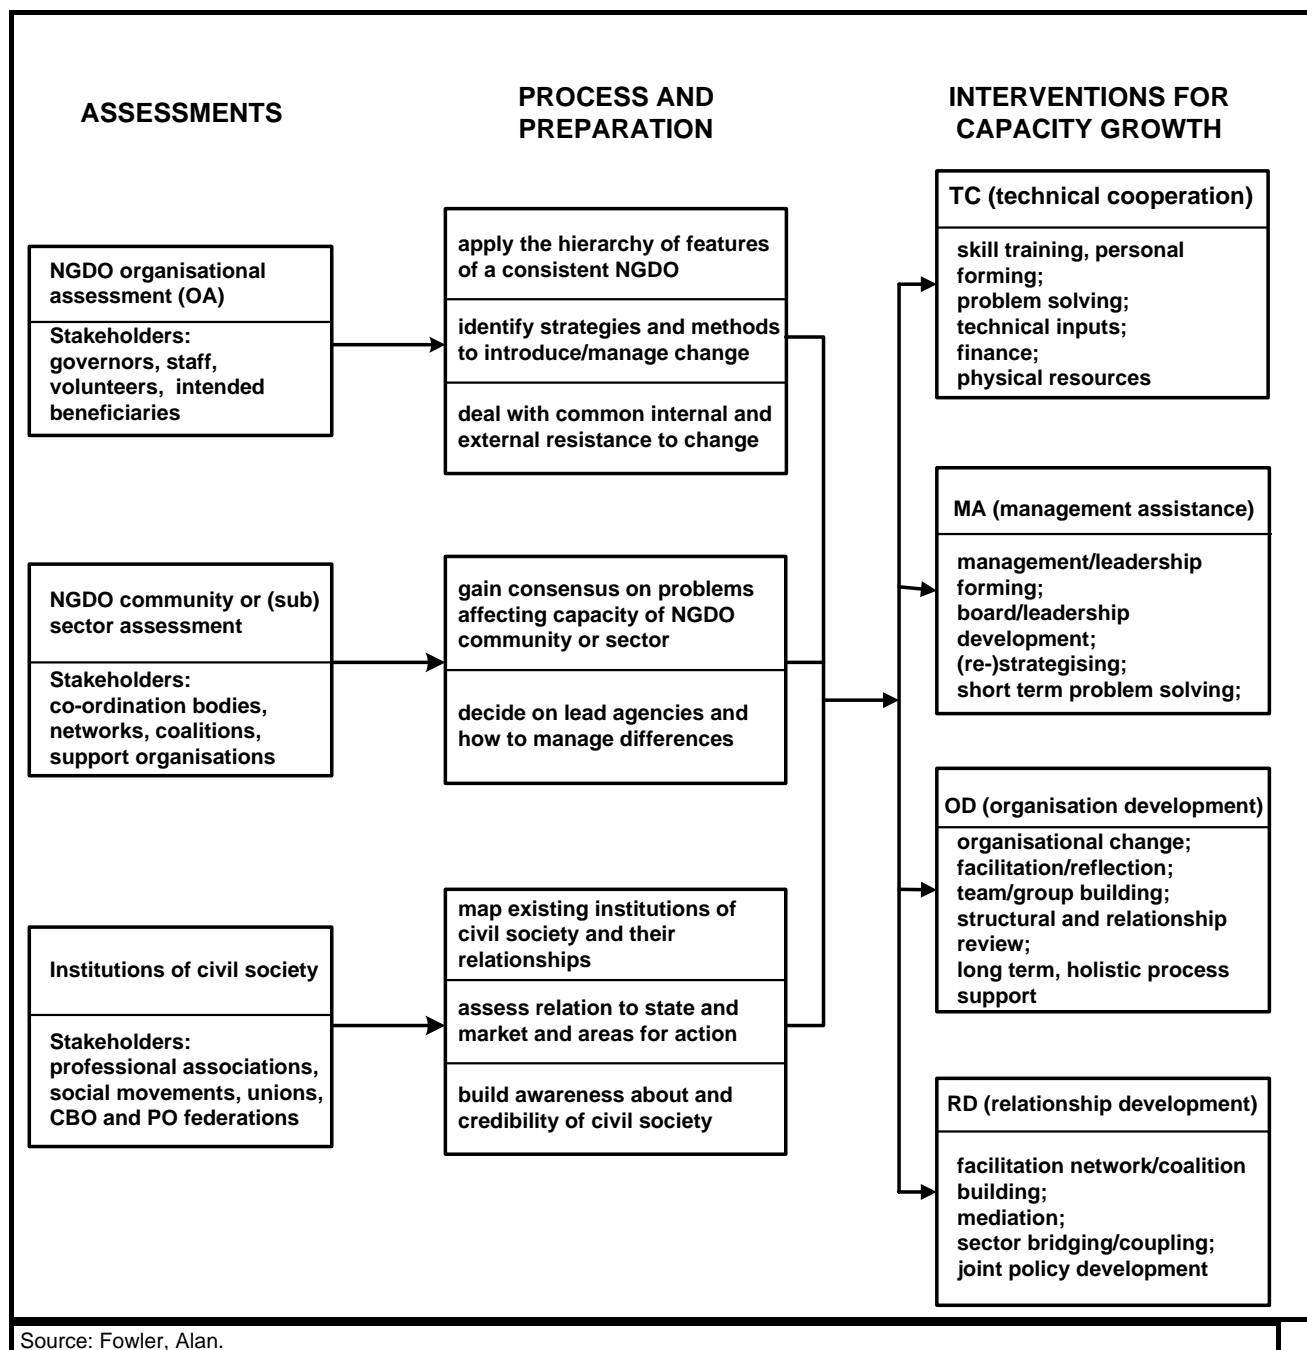 ASSESSMENTS
PROCESS AND
PREPARATION
INTERVENTIONS FOR
CAPACITY GROWTH
NGDO organisational
assessment (OA)
Stakeholders:
governors, staff,
volunteers, intended
beneficiaries
apply the hierarchy of features
of a consistent NGDO
identify strategies and methods
to introduce/manage change
deal with common internal and
external resistance to change
NGDO community or (sub)
sector assessment
Stakeholders:
co-ordination bodies,
networks, coalitions,
support organisations
gain consensus on problems
affecting capacity of NGDO
community or sector
decide on lead agencies and
how to manage differences
Institutions of civil society
Stakeholders:
professional associations,
social movements, unions,
CBO and PO federations
map existing institutions of
civil society and their
relationships
assess relation to state and
market and areas for action
build awareness about and
credibility of civil society
TC (technical cooperation)
skill training, personal
forming;
problem solving;
technical inputs;
finance;
physical resources
MA (management assistance)
management/leadership
forming;
board/leadership
development;
(re-)strategising;
short term problem solving;
OD (organisation development)
organisational change;
facilitation/reflection;
team/group building;
structural and relationship
review;
long term, holistic process
support
RD (relationship development)
facilitation network/coalition
building;
mediation;
sector bridging/coupling;
joint policy development
Source: Fowler, Alan.